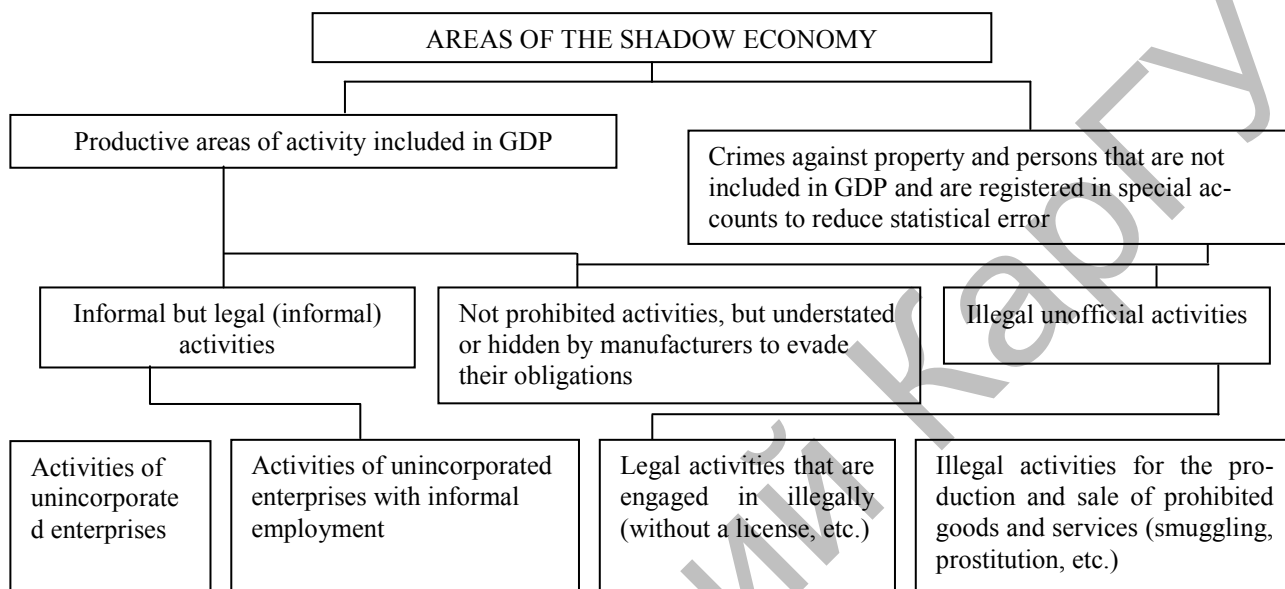 AREAS OF THE SHADOW ECONOMY
Productive areas of activity included in GDP
Crimes against property and persons that are not
included in GDP and are registered in special ac-
counts to reduce statistical error
Informal but legal (informal)
activities
Not prohibited activities, but understated
or hidden by manufacturers to evade
their obligations
Illegal unofficial activities
Activities of
unincorporate
d enterprises
Activities of unincorporated
enterprises with informal
employment
Legal activities that are
engaged in illegally
(without a license, etc.)
Illegal activities for the pro-
duction and sale of prohibited
goods and services (smuggling,
prostitution, etc.)
ий КарГУ